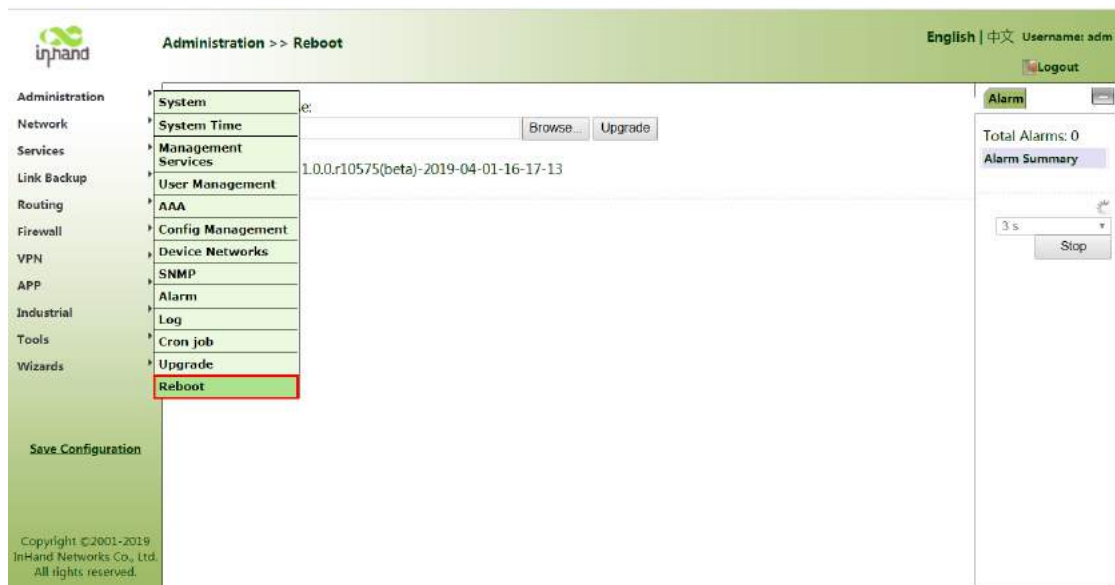 inhand
Administration >> Reboot
English | 中文 Username: adm
Logout
Administration
Network
Services
Link Backup
Routing
Firewall
VPN
APP
Industrial
Tools
Wizards
Save Configuration
Copyright ©2001-2019
InHand Networks Co., Ltd.
All rights reserved.
System
System Time
Management
Services
User Management
AAA
Config Management
Device Networks
SNMP
Alarm
Log
Cron job
Upgrade
Reboot
e:
Browse... Upgrade
1.0.0.r10575(beta)-2019-04-01-16-17-13
Alarm
Total Alarms: 0
Alarm Summary
3 s
Stop